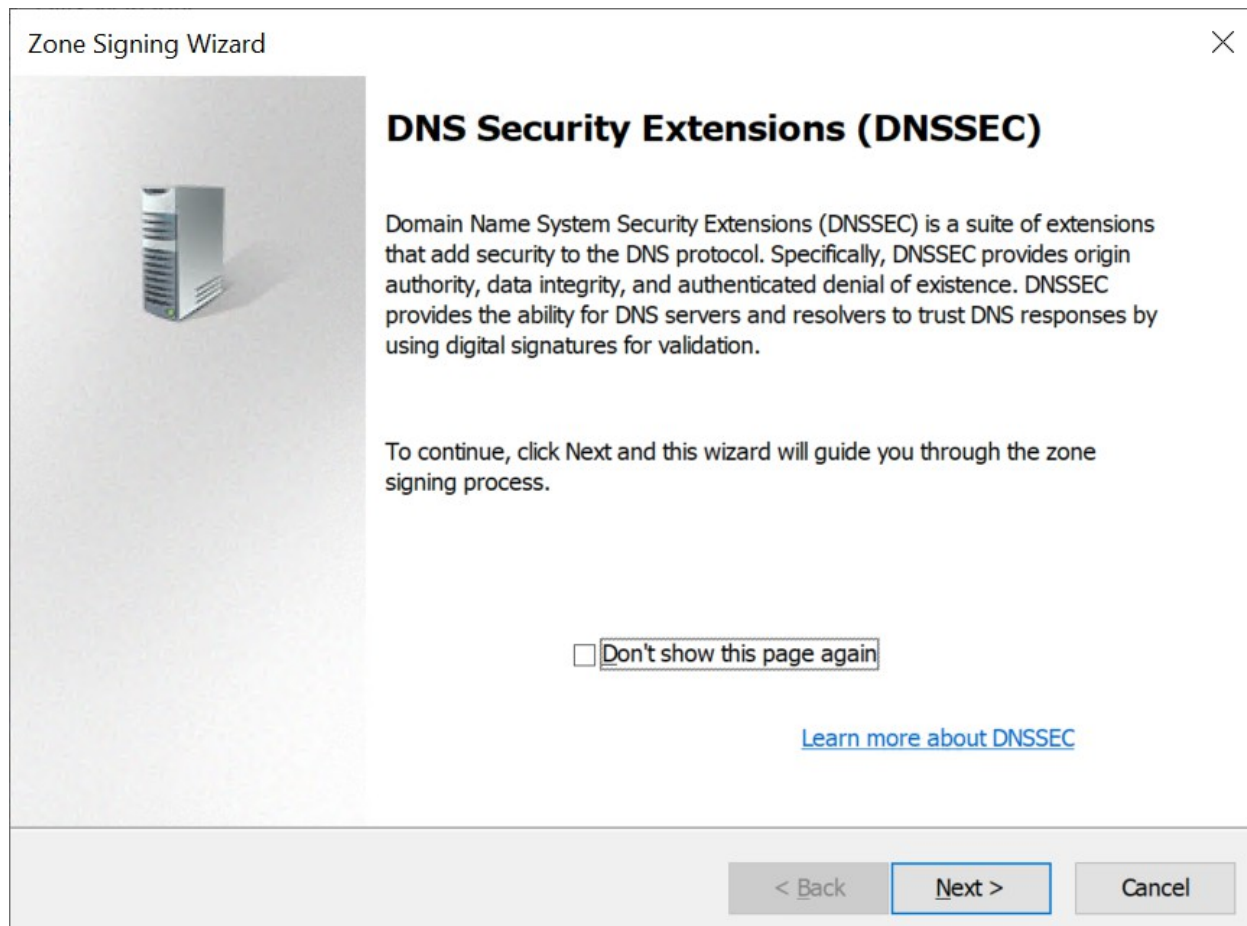 Zone Signing Wizard
DNS Security Extensions (DNSSEC)
Domain Name System Security Extensions (DNSSEC) is a suite of extensions
that add security to the DNS protocol. Specifically, DNSSEC provides origin
authority, data integrity, and authenticated denial of existence. DNSSEC
provides the ability for DNS servers and resolvers to trust DNS responses by
using digital signatures for validation.
To continue, click Next and this wizard will guide you through the zone
signing process.
Don't show this page again
Learn more about DNSSEC
< Back
Next >
Cancel